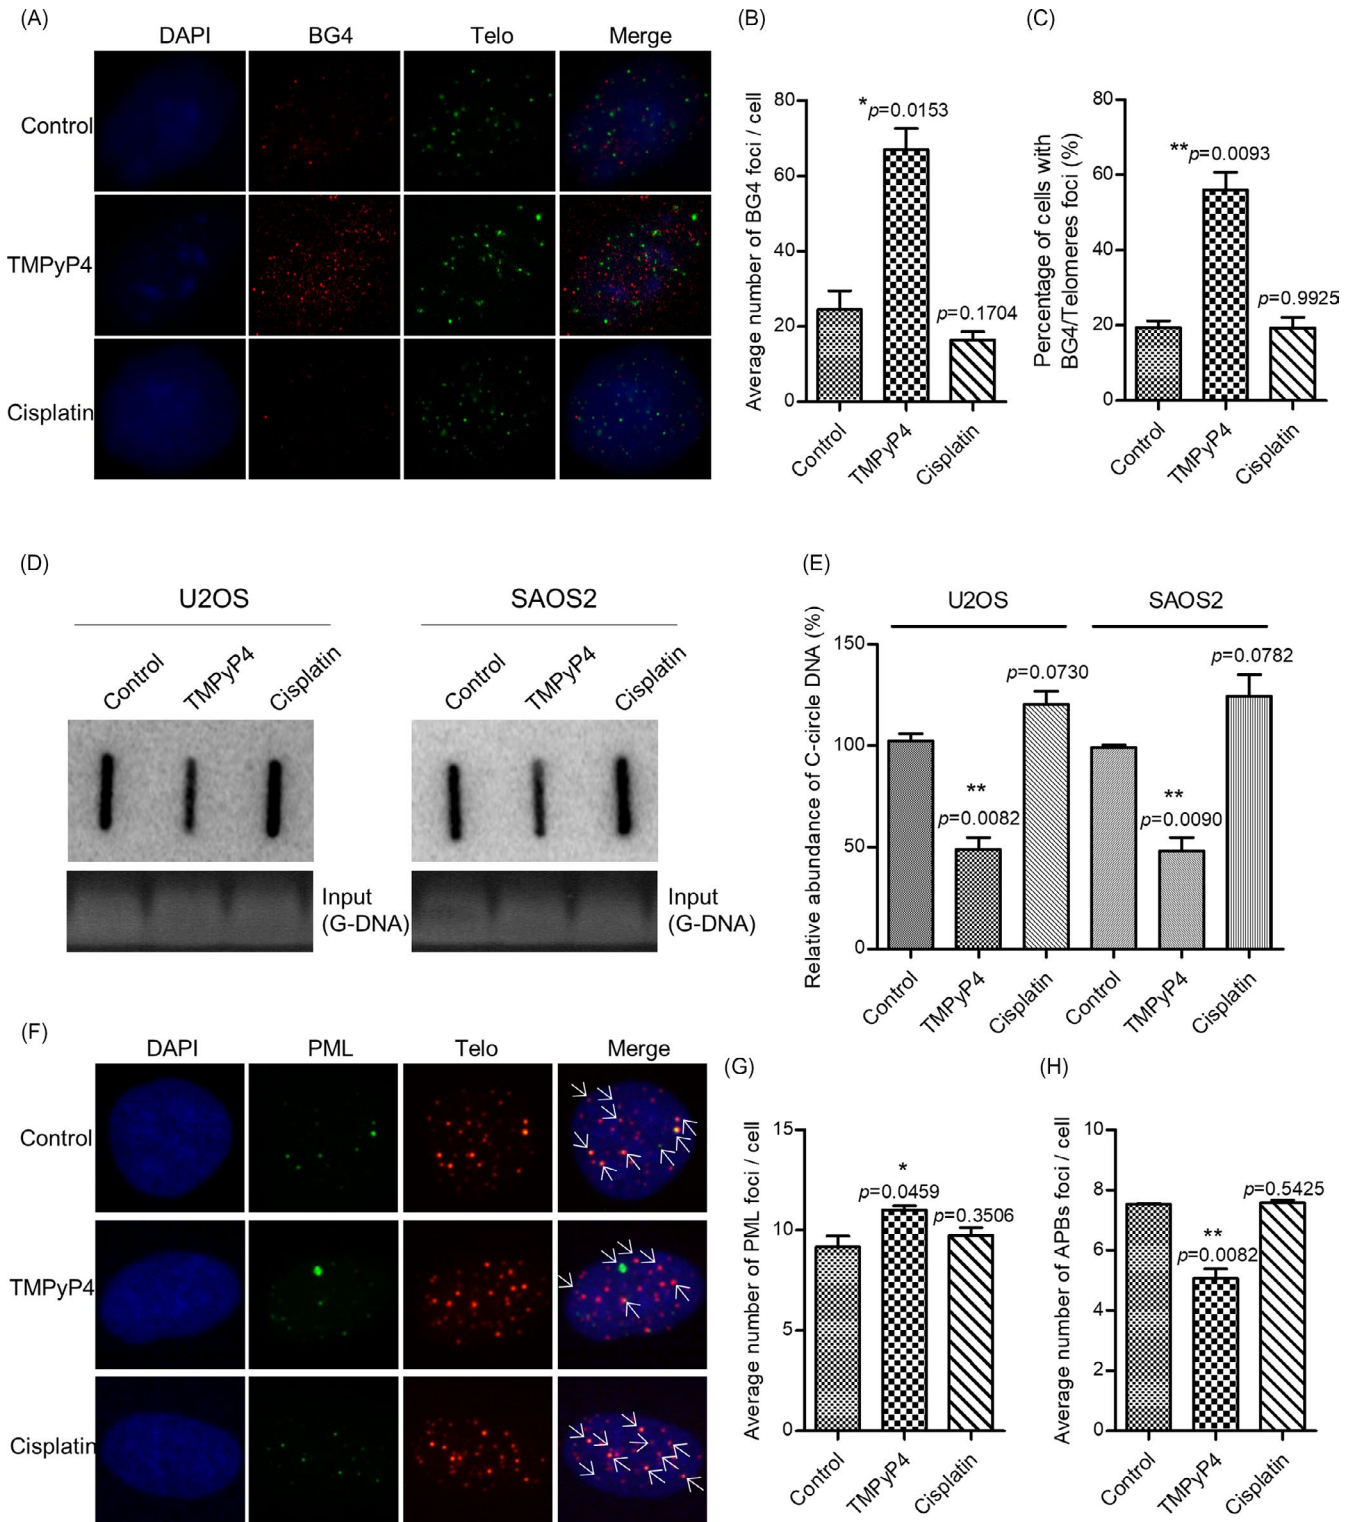 (A)
DAPI BG4 Telo Merge
Control
TMPyP4
Cisplatin
(B)
Average number of BG4 foci / cell
80
60
40
20
0
* p=0.0153
p=0.1704
Control TMPyP4 Cisplatin
(C)
Percentage of cells with
BG4/Telomeres foci (%)
80
60
40
20
0
** p=0.0093
p=0.9925
Control TMPyP4 Cisplatin
(D)
U2OS SAOS2
Control TMPyP4 Cisplatin Control TMPyP4 Cisplatin
Input
(G-DNA)
Input
(G-DNA)
(E)
U2OS SAOS2
Relative abundance of C-circle DNA (%)
150
100
50
0
**
p=0.0082
p=0.0730
**
p=0.0090
p=0.0782
Control TMPyP4 Cisplatin Control TMPyP4 Cisplatin
(F)
DAPI PML Telo Merge
Control
TMPyP4
Cisplatin
(G)
Average number of PML foci / cell
15
10
5
0
*
p=0.0459
p=0.3506
Control TMPyP4 Cisplatin
(H)
Average number of APBs foci / cell
10
8
6
4
2
0
**
p=0.0082
p=0.5425
Control TMPyP4 Cisplatin